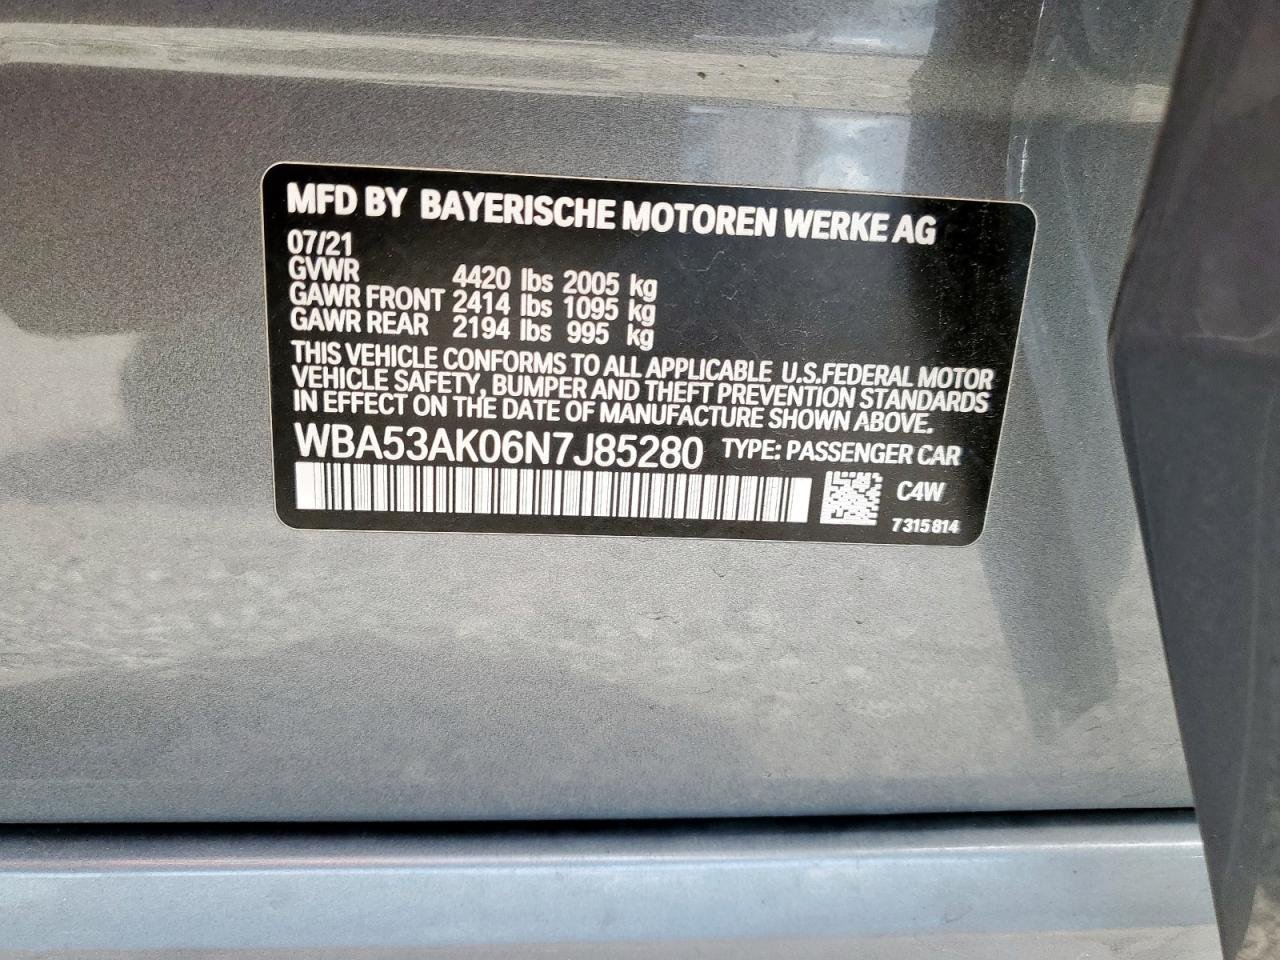 MFD BY BAYERISCHE MOTOREN WERKE AG
07/21
GVWR 4420 lbs 2005 kg
GAWR FRONT 2414 lbs 1095 kg
GAWR REAR 2194 lbs 995 kg
THIS VEHICLE CONFORMS TO ALL APPLICABLE U.S.FEDERAL MOTOR
VEHICLE SAFETY, BUMPER AND THEFT PREVENTION STANDARDS
IN EFFECT ON THE DATE OF MANUFACTURE SHOWN ABOVE.
WBA53AK06N7J85280 TYPE: PASSENGER CAR
C4W
7315814